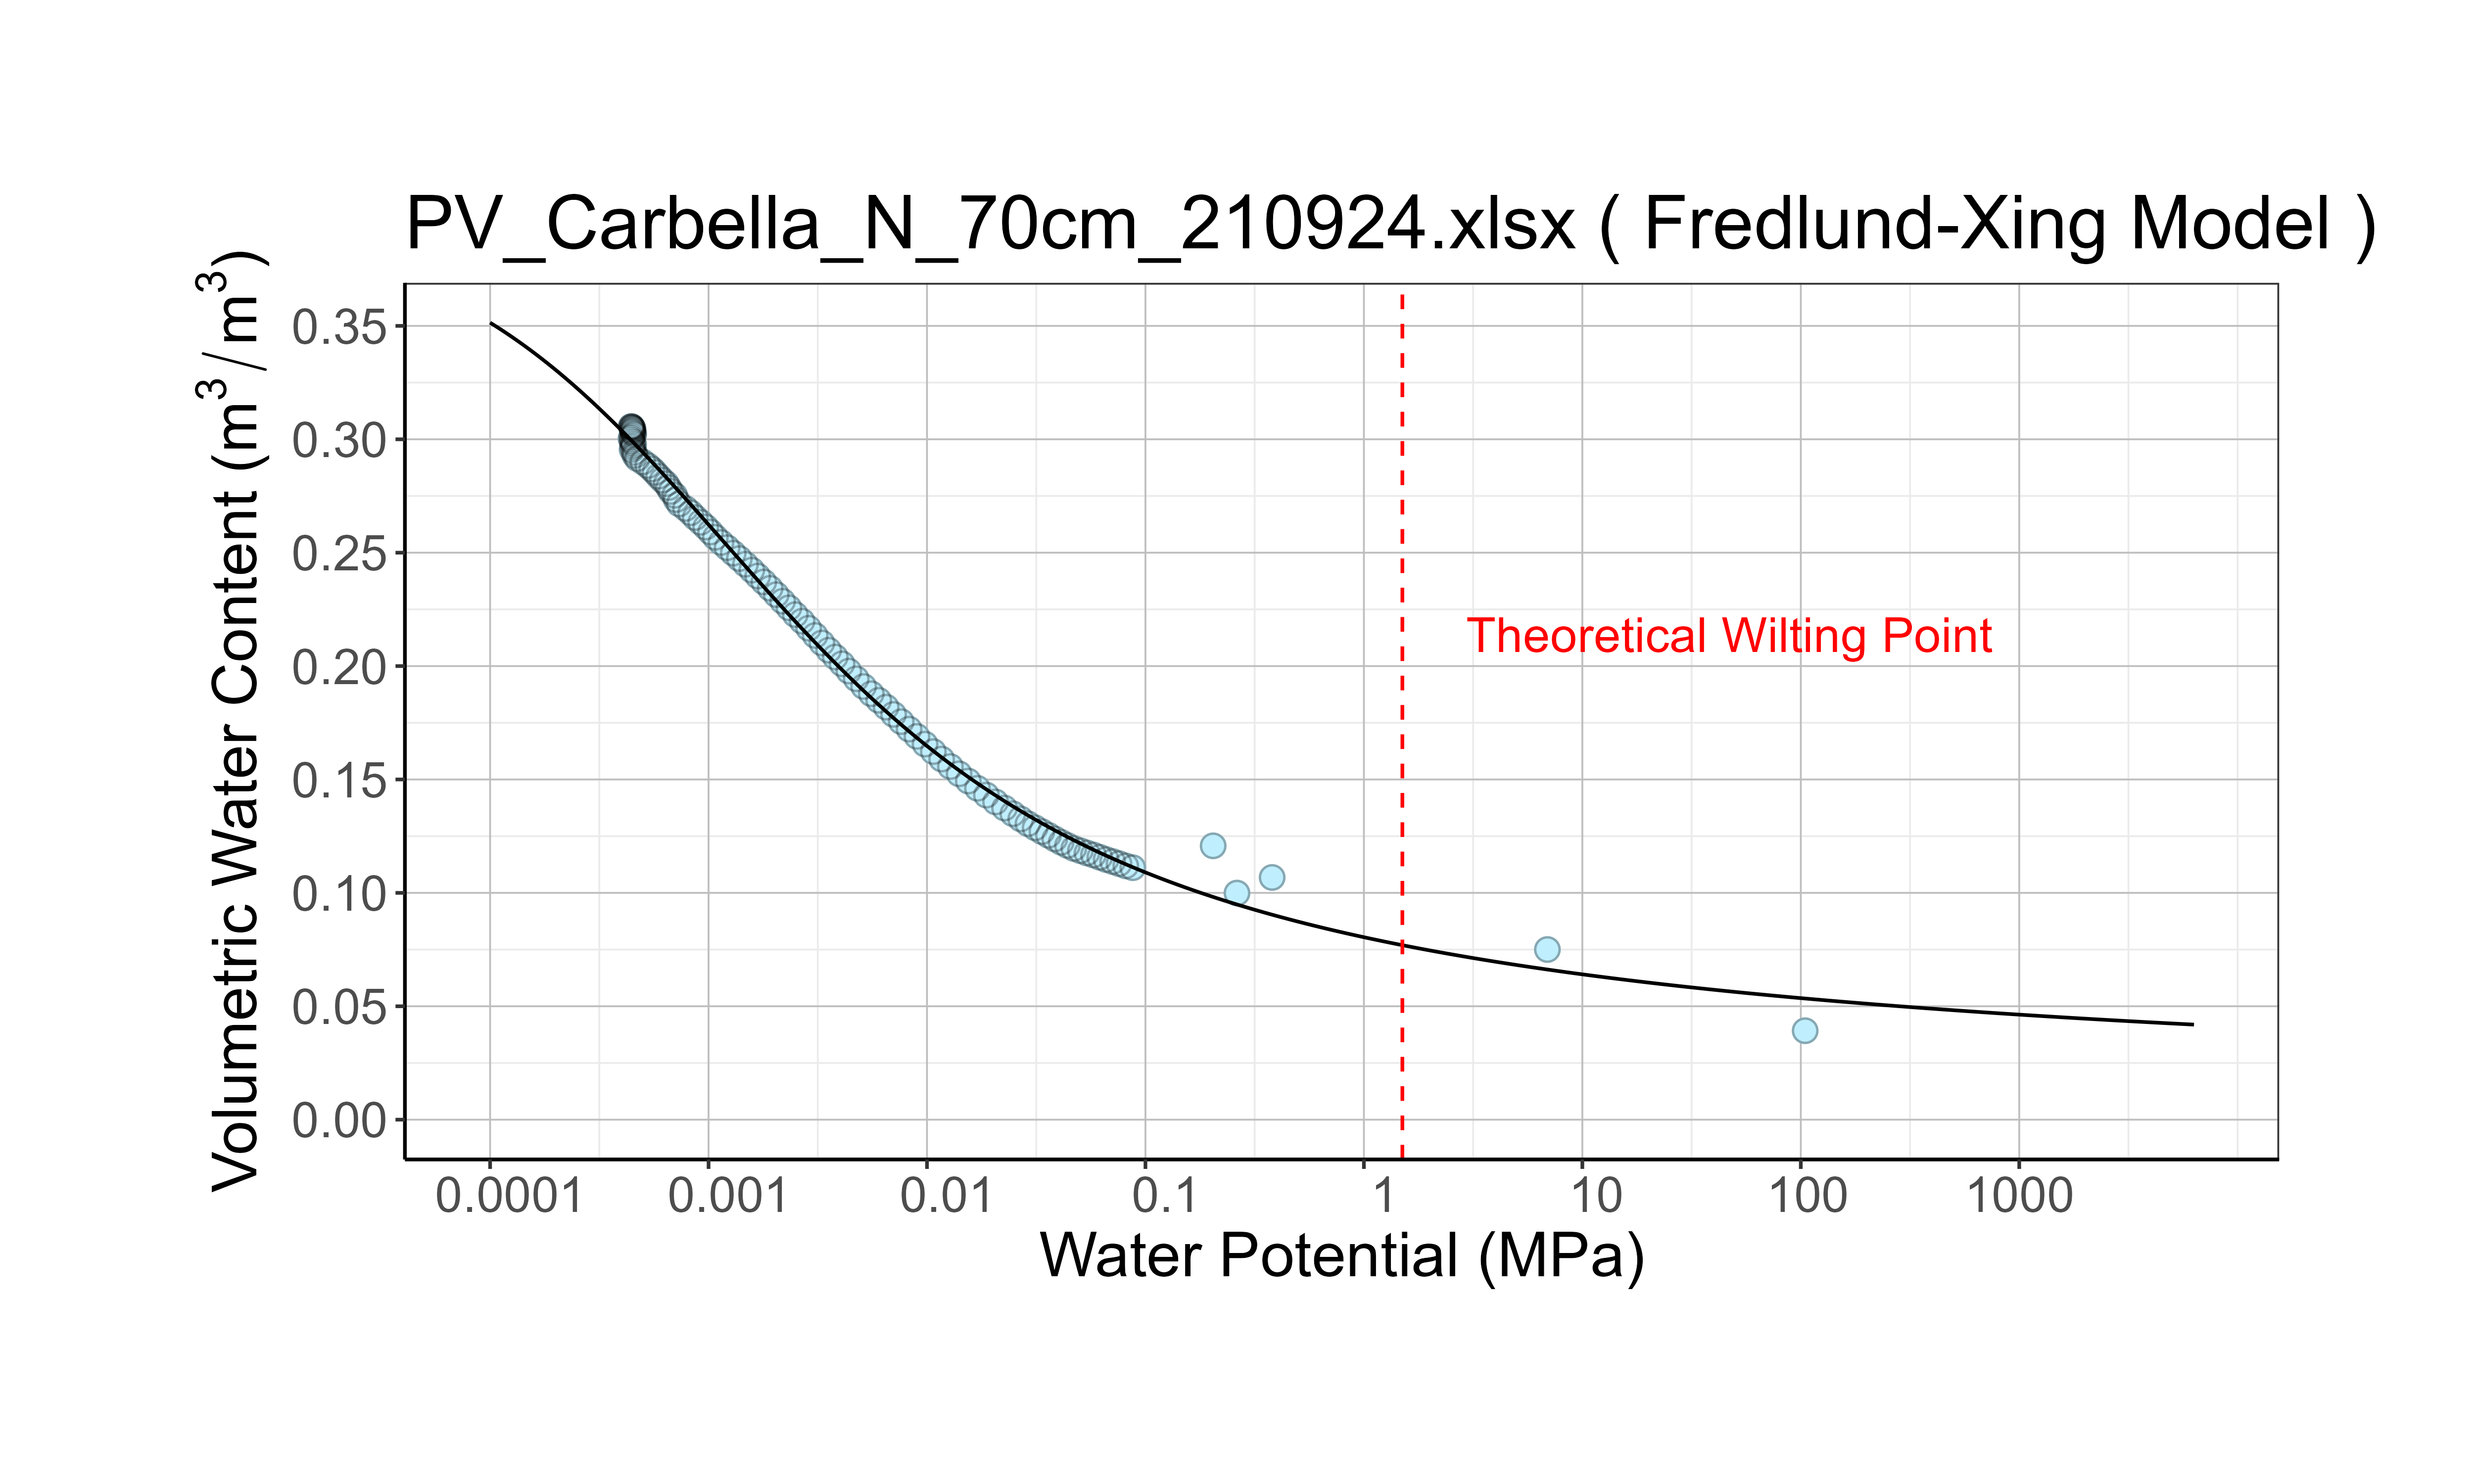 PV_Carbella_N_70cm_210924.xlsx ( Fredlund-Xing Model )
Volumetric Water Content (m³/m³)
0.35
0.30
0.25
0.20
0.15
0.10
0.05
0.00
Theoretical Wilting Point
0.0001 0.001 0.01 0.1 1 10 100 1000
Water Potential (MPa)